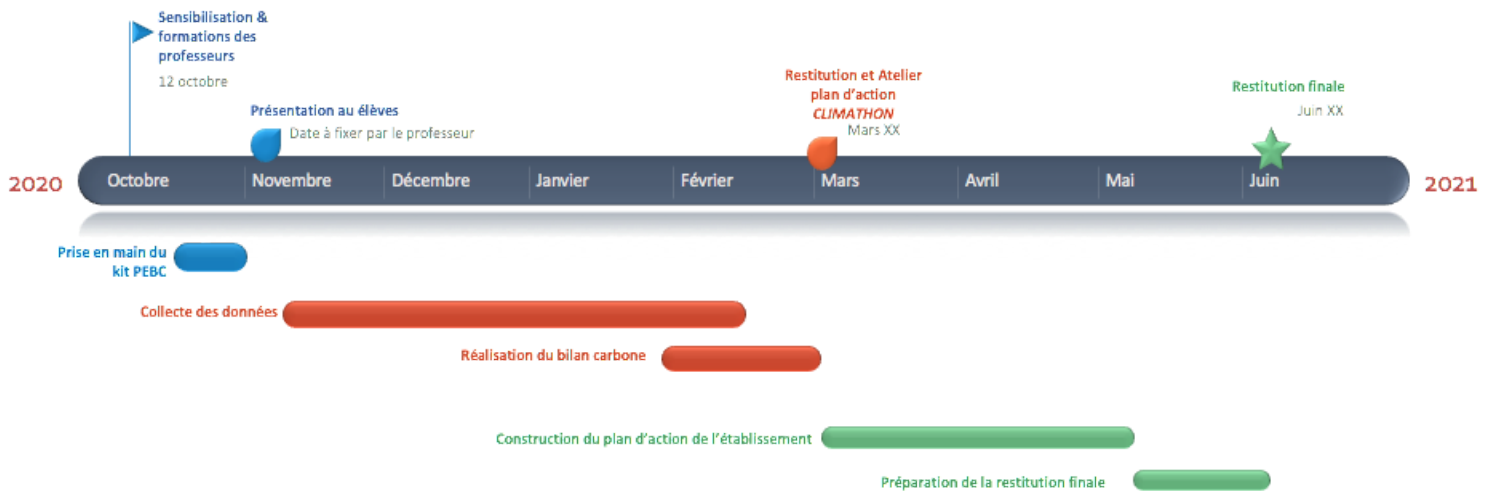 Sensibilisation &
formations des
professeurs
12 octobre
Présentation au élèves
Date à fixer par le professeur
Restitution et Atelier
plan d'action
CLIMATHON
Mars XX
Restitution finale
Juin XX
2020
Octobre
Novembre
Décembre
Janvier
Février
Mars
Avril
Mai
Juin
2021
Prise en main du
kit PEBC
Collecte des données
Réalisation du bilan carbone
Construction du plan d'action de l'établissement
Préparation de la restitution finale